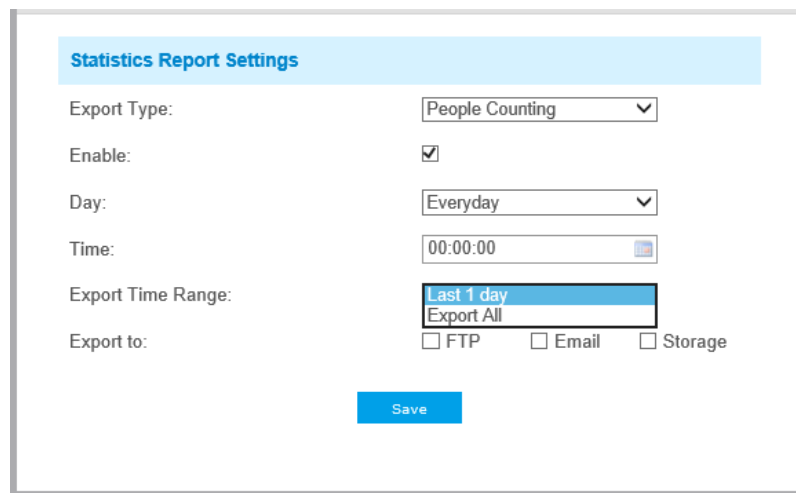 Statistics Report Settings
Export Type: People Counting
Enable:
Day: Everyday
Time: 00:00:00
Export Time Range: Last 1 day
Export All
Export to: FTP Email Storage
Save